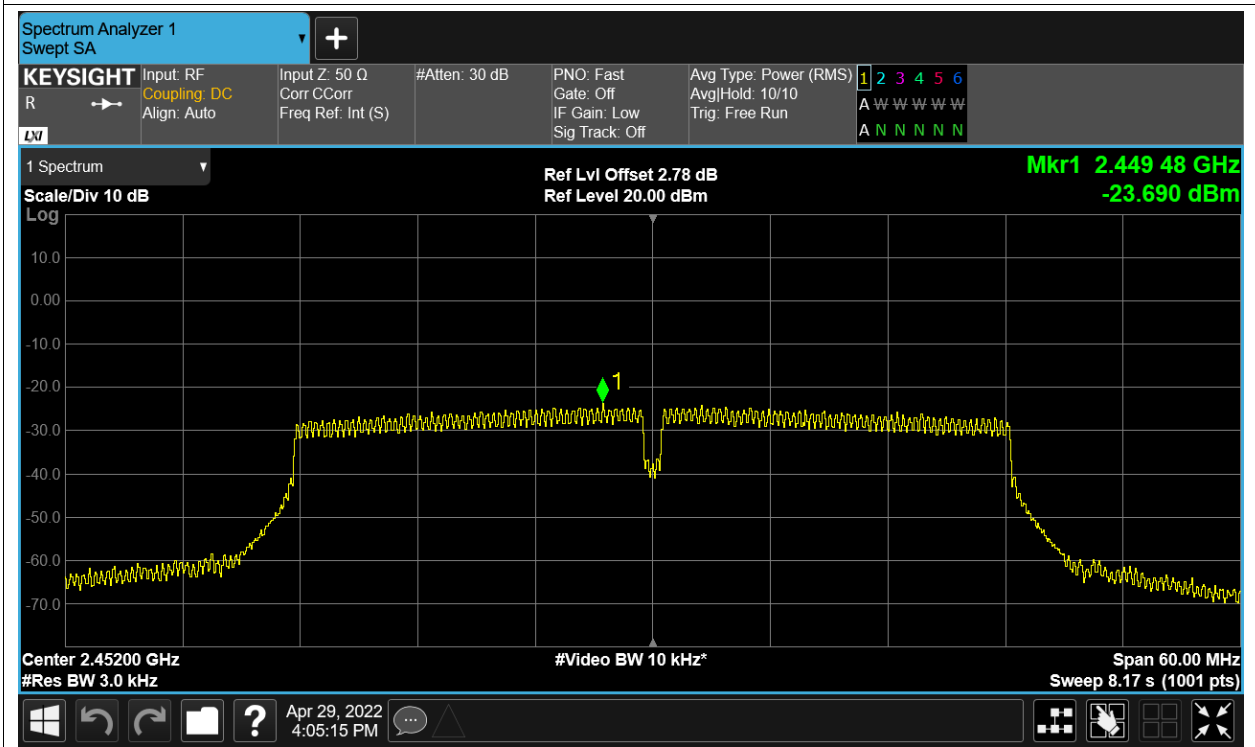 Spectrum Analyzer 1
Swept SA
KEYSIGHT
R
LXI
Input: RF
Coupling: DC
Align: Auto
Input Z: 50 Ω
Corr CCorr
Freq Ref: Int (S)
#Atten: 30 dB
PNO: Fast
Gate: Off
IF Gain: Low
Sig Track: Off
Avg Type: Power (RMS)
Avg|Hold: 10/10
Trig: Free Run
1 2 3 4 5 6
A W W W W W
A N N N N N
1 Spectrum
Scale/Div 10 dB
Log
Ref Lvl Offset 2.78 dB
Ref Level 20.00 dBm
Mkr1 2.449 48 GHz
-23.690 dBm
10.0
0.00
-10.0
-20.0
1
-30.0
-40.0
-50.0
-60.0
-70.0
Center 2.45200 GHz
#Res BW 3.0 kHz
#Video BW 10 kHz*
Span 60.00 MHz
Sweep 8.17 s (1001 pts)
?
Apr 29, 2022
4:05:15 PM